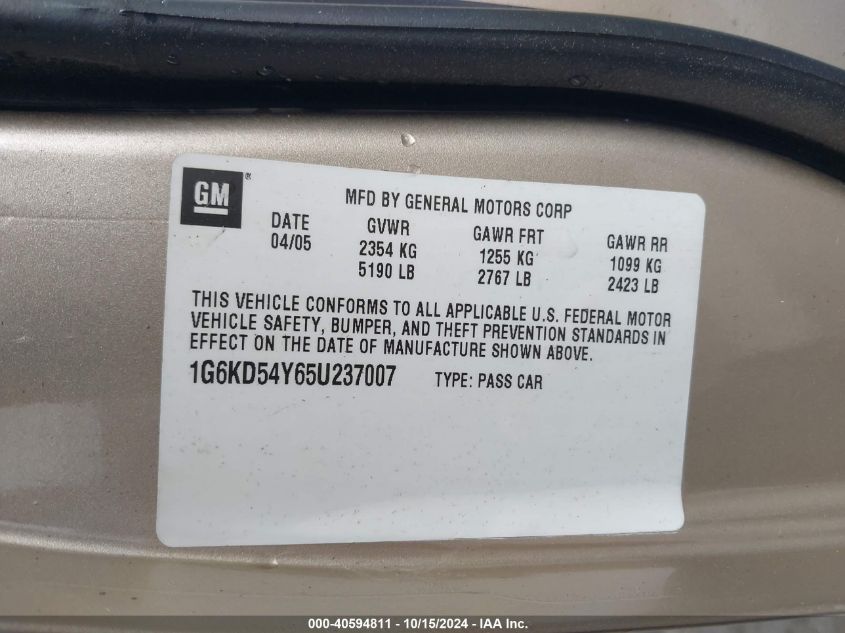 GM®
MFD BY GENERAL MOTORS CORP
DATE GVWR GAWR FRT GAWR RR
04/05 2354 KG 1255 KG 1099 KG
5190 LB 2767 LB 2423 LB
THIS VEHICLE CONFORMS TO ALL APPLICABLE U.S. FEDERAL MOTOR
VEHICLE SAFETY, BUMPER, AND THEFT PREVENTION STANDARDS IN
EFFECT ON THE DATE OF MANUFACTURE SHOWN ABOVE.
1G6KD54Y65U237007 TYPE: PASS CAR
000-40594811 - 10/15/2024 - © IAA, Inc.